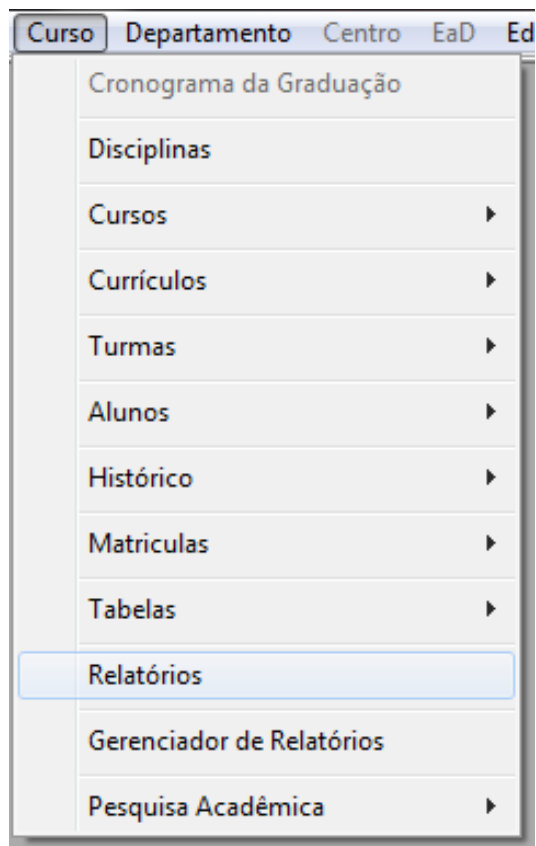 Curso Departamento Centro EaD Ed
Cronograma da Graduação
Disciplinas
Cursos
Currículos
Turmas
Alunos
Histórico
Matriculas
Tabelas
Relatórios
Gerenciador de Relatórios
Pesquisa Acadêmica